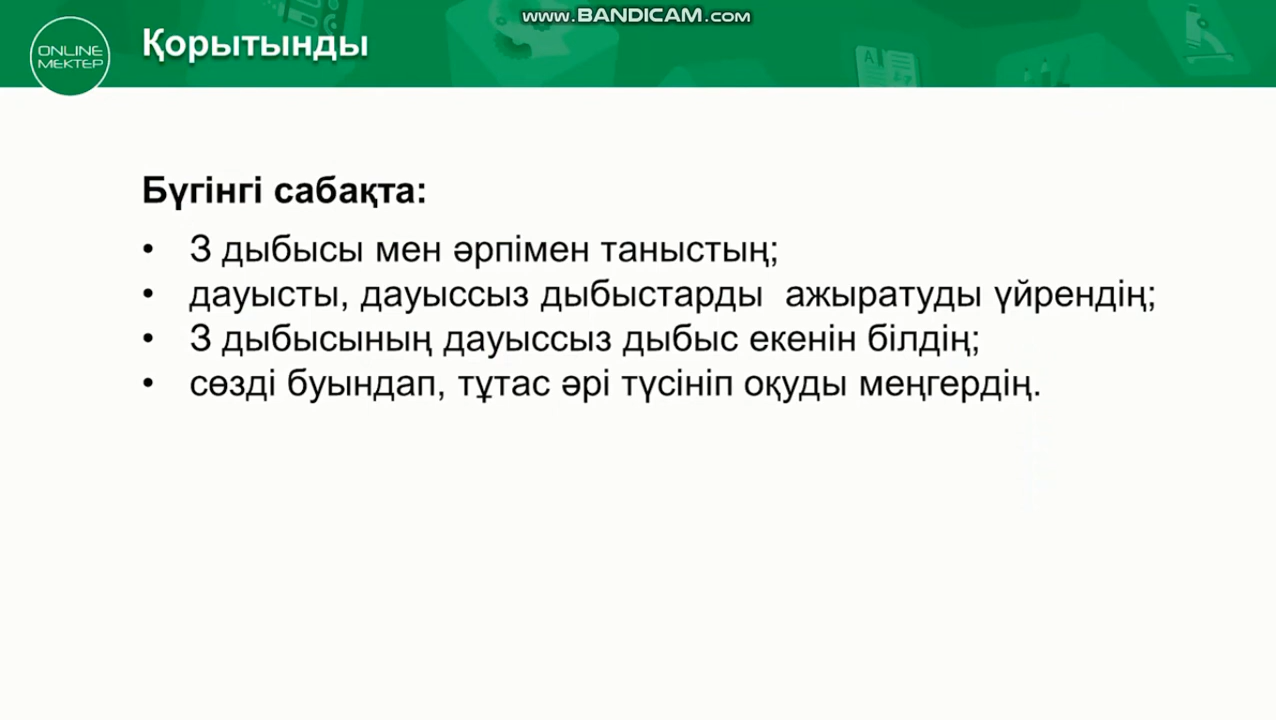 www.BANDICAM.com
ONLINE
МЕКТЕР
Қорытынды
Бүгінгі сабақта:
• З дыбысы мен әрпімен таныстың;
• дауысты, дауыссыз дыбыстарды ажыратуды үйрендің;
• З дыбысының дауыссыз дыбыс екенін білдің;
• сөзді буындап, тұтас әрі түсініп оқуды меңгердің.